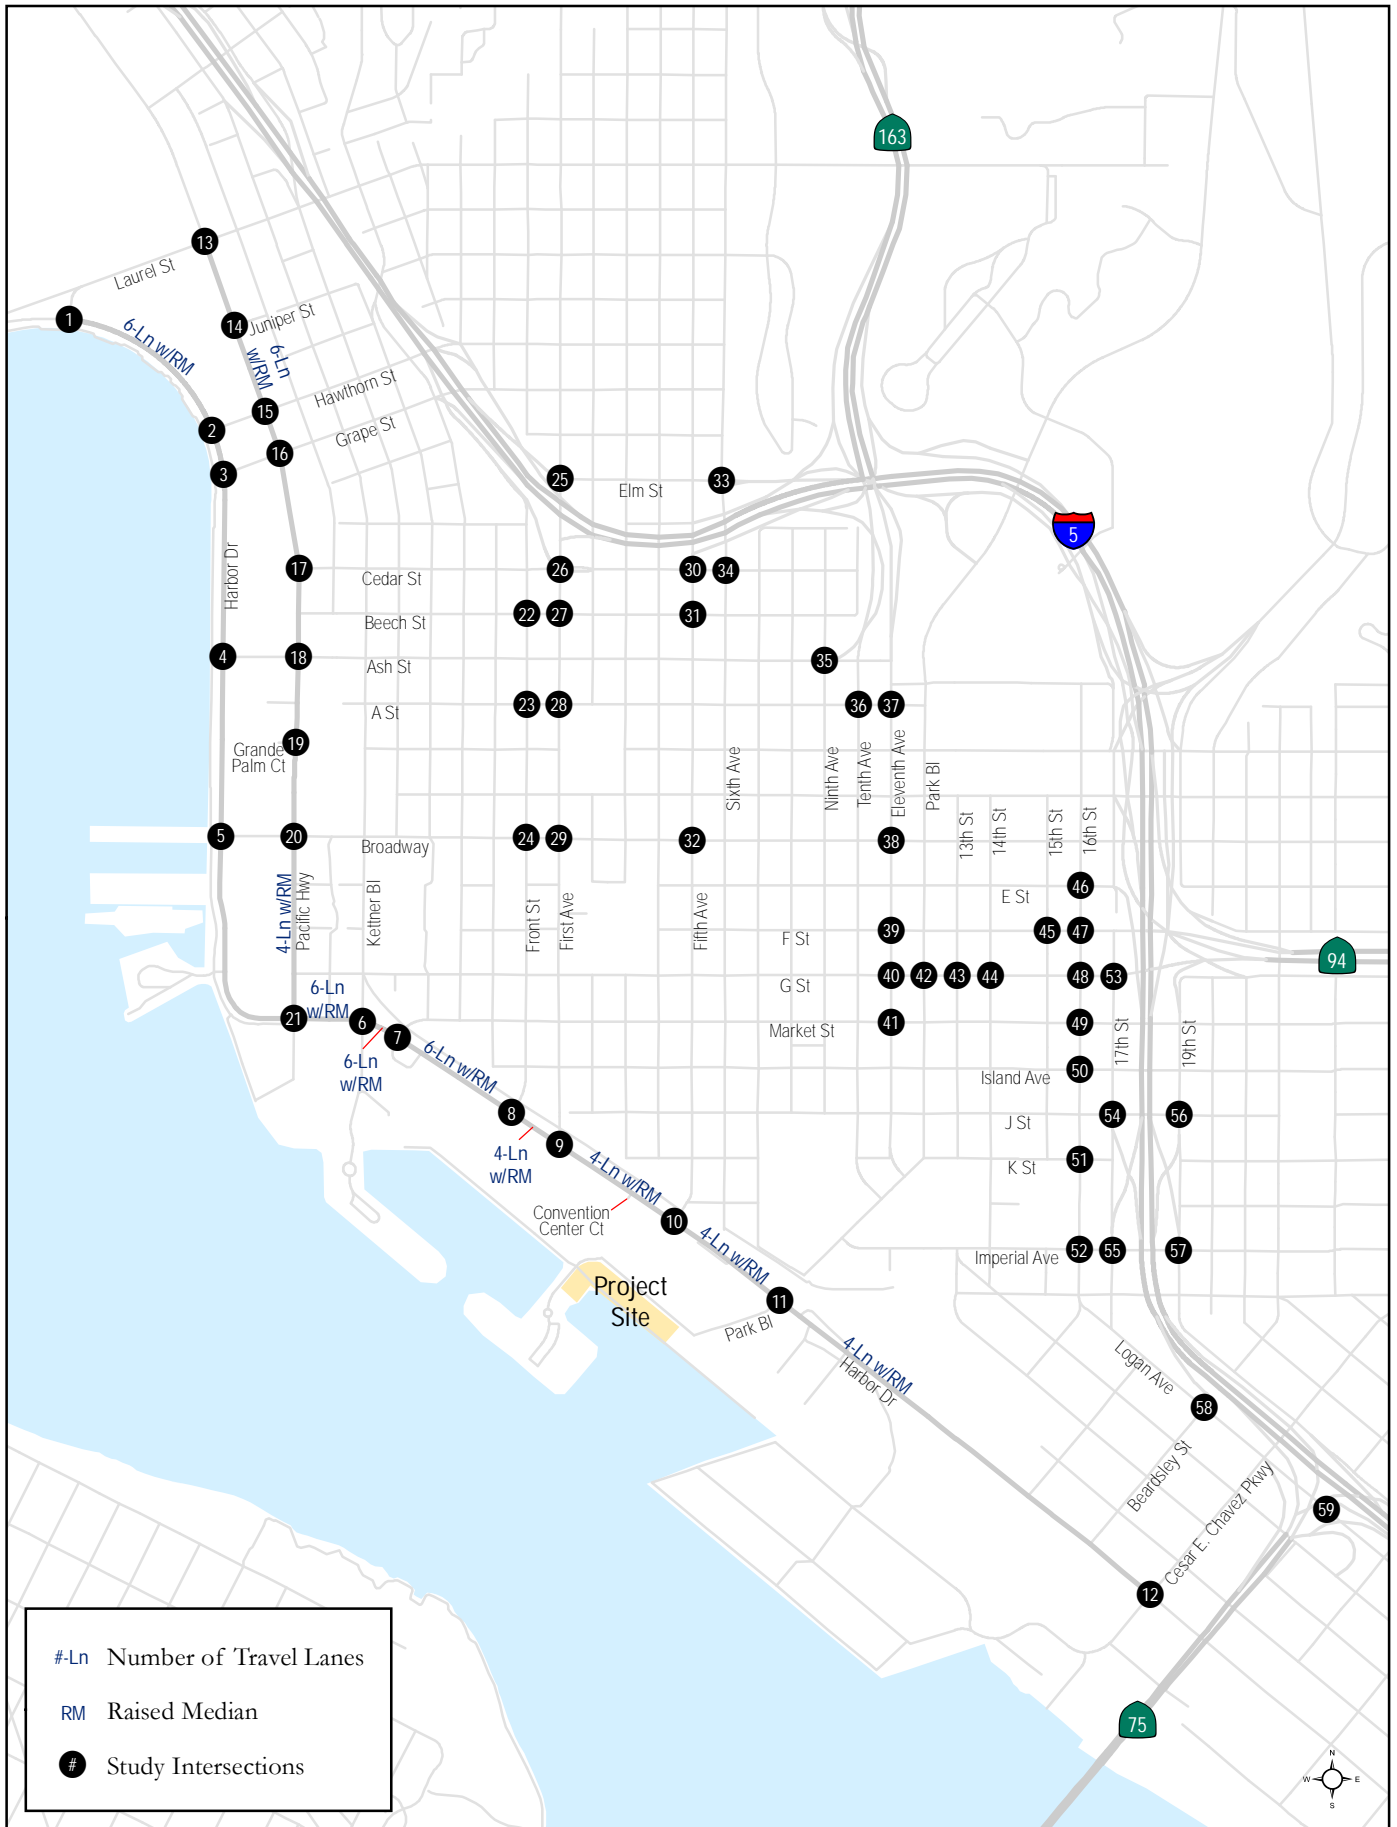 163
13
Laurel St
1
6-Ln w/RM
14
Juniper St
6-Ln
w/RM
Hawthorn St
15
2
Grape St
16
3
25
Elm St
33
5
Harbor Dr
17
Cedar St
26
30
34
22
27
31
Beech St
4
18
Ash St
35
A St
23
28
36
37
19
Grande
Palm Ct
Sixth Ave
Ninth Ave
Tenth Ave
Eleventh Ave
Park Bl
13th St
14th St
15th St
16th St
5
20
Broadway
24
29
32
38
4-Ln w/RM
Pacific Hwy
Kettner Bl
Front St
First Ave
Fifth Ave
E St
46
F St
39
45
47
94
G St
40
42
43
44
48
53
6-Ln
w/RM
21
6
7
Market St
41
49
17th St
19th St
6-Ln
w/RM
6-Ln w/RM
Island Ave
50
8
J St
54
56
9
4-Ln
w/RM
4-Ln w/RM
K St
51
Convention
Center Ct
10
4-Ln w/RM
Imperial Ave
52
55
57
Project
Site
11
Park Bl
4-Ln w/RM
Harbor Dr
Logan Ave
58
Beardsley St
Cesar E. Chavez Pkwy
59
12
75
#-Ln Number of Travel Lanes
RM Raised Median
# Study Intersections
N
W E
S